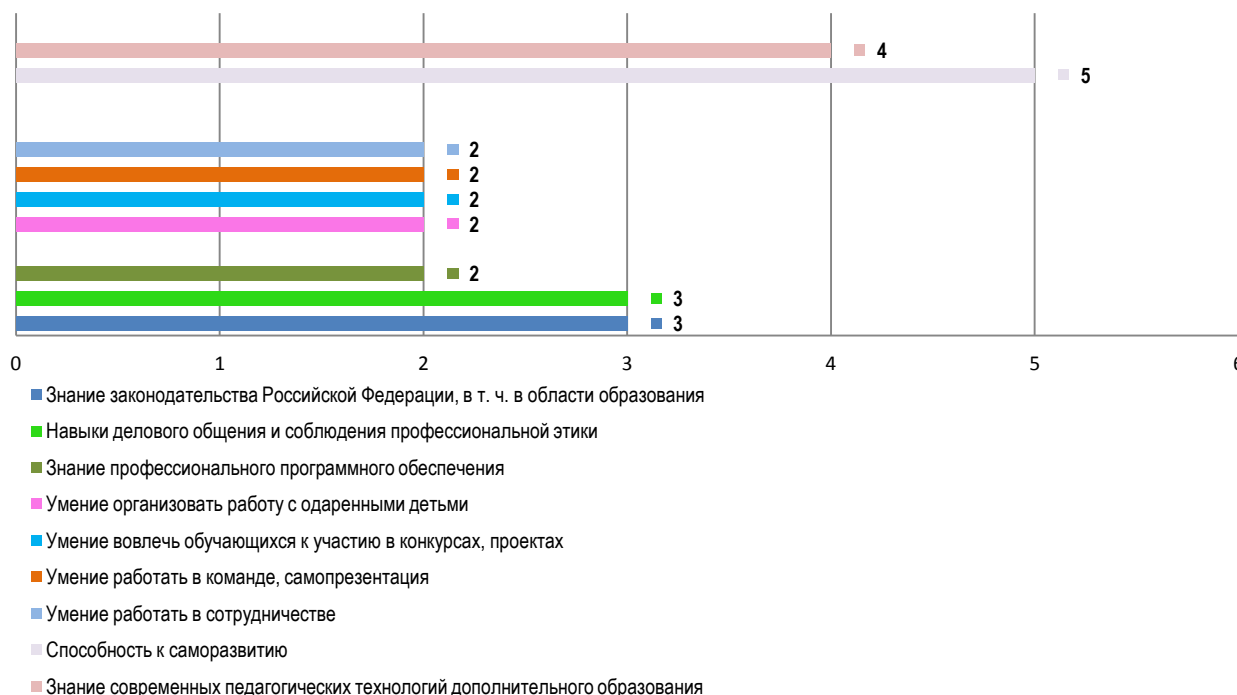 4
5
2
2
2
2
2
3
3
0 1 2 3 4 5 6
Знание законодательства Российской Федерации, в т. ч. в области образования
Навыки делового общения и соблюдения профессиональной этики
Знание профессионального программного обеспечения
Умение организовать работу с одаренными детьми
Умение вовлечь обучающихся к участию в конкурсах, проектах
Умение работать в команде, самопрезентация
Умение работать в сотрудничестве
Способность к саморазвитию
Знание современных педагогических технологий дополнительного образования